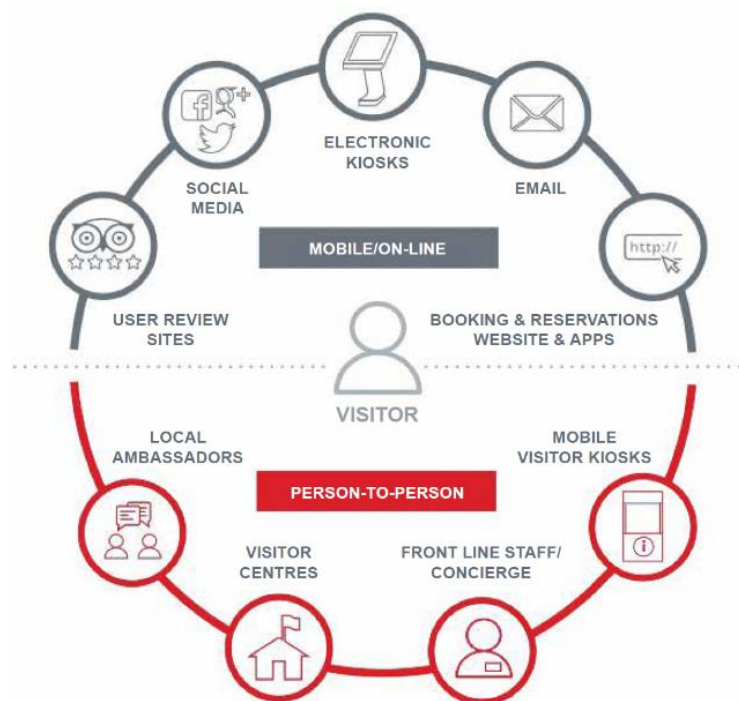 ELECTRONIC
KIOSKS
SOCIAL
MEDIA
EMAIL
MOBILE/ON-LINE
http://
USER REVIEW
SITES
BOOKING & RESERVATIONS
WEBSITE & APPS
VISITOR
LOCAL
AMBASSADORS
MOBILE
VISITOR KIOSKS
PERSON-TO-PERSON
VISITOR
CENTRES
FRONT LINE STAFF/
CONCIERGE